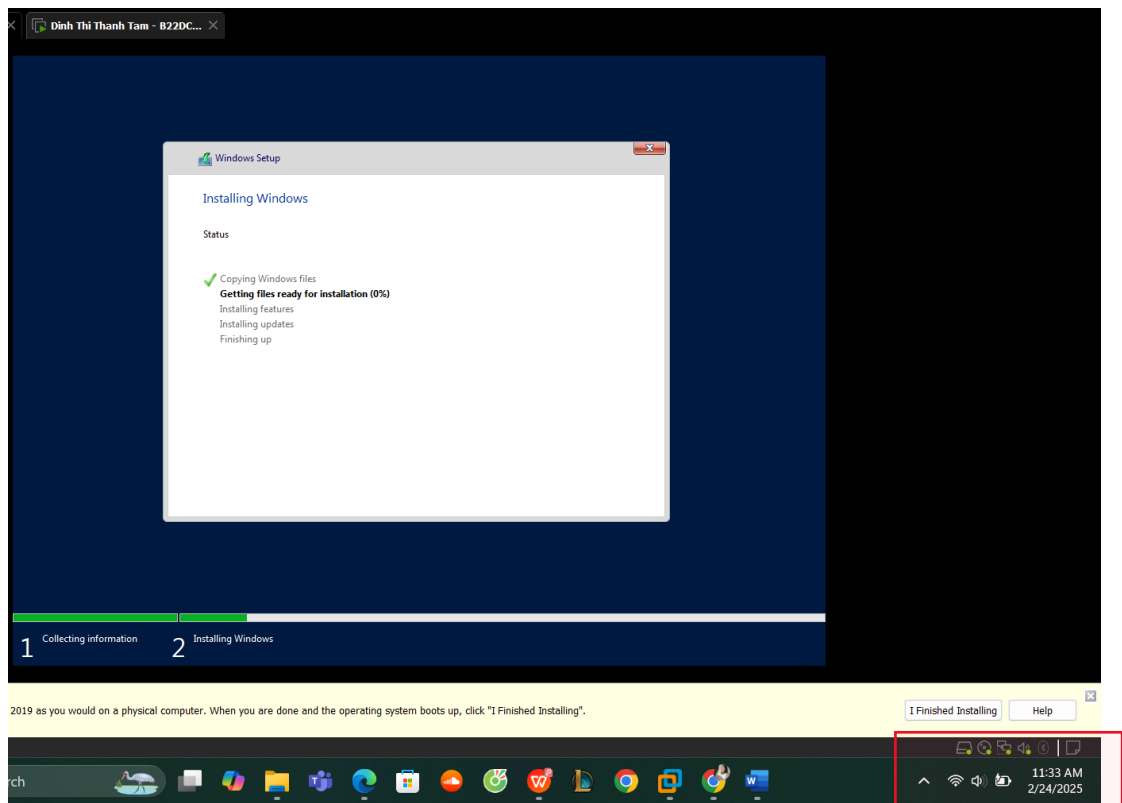 Dinh Thi Thanh Tam - B22DC...
Windows Setup
Installing Windows
Status
Copying Windows files
Getting files ready for installation (0%)
Installing features
Installing updates
Finishing up
1 Collecting information
2 Installing Windows
2019 as you would on a physical computer. When you are done and the operating system boots up, click "I Finished Installing".
I Finished Installing
Help
rch
11:33 AM
2/24/2025